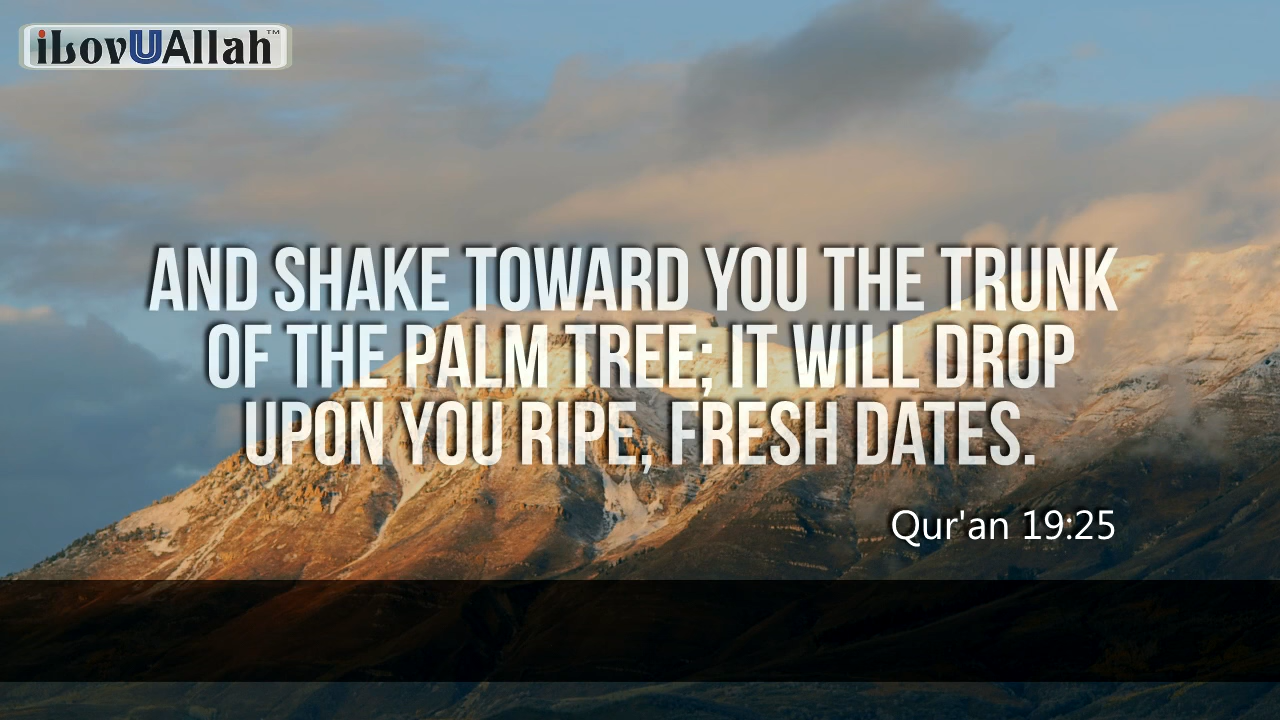 iLovUAllah™
AND SHAKE TOWARD YOU THE TRUNK
OF THE PALM TREE; IT WILL DROP
UPON YOU RIPE, FRESH DATES.
Qur'an 19:25